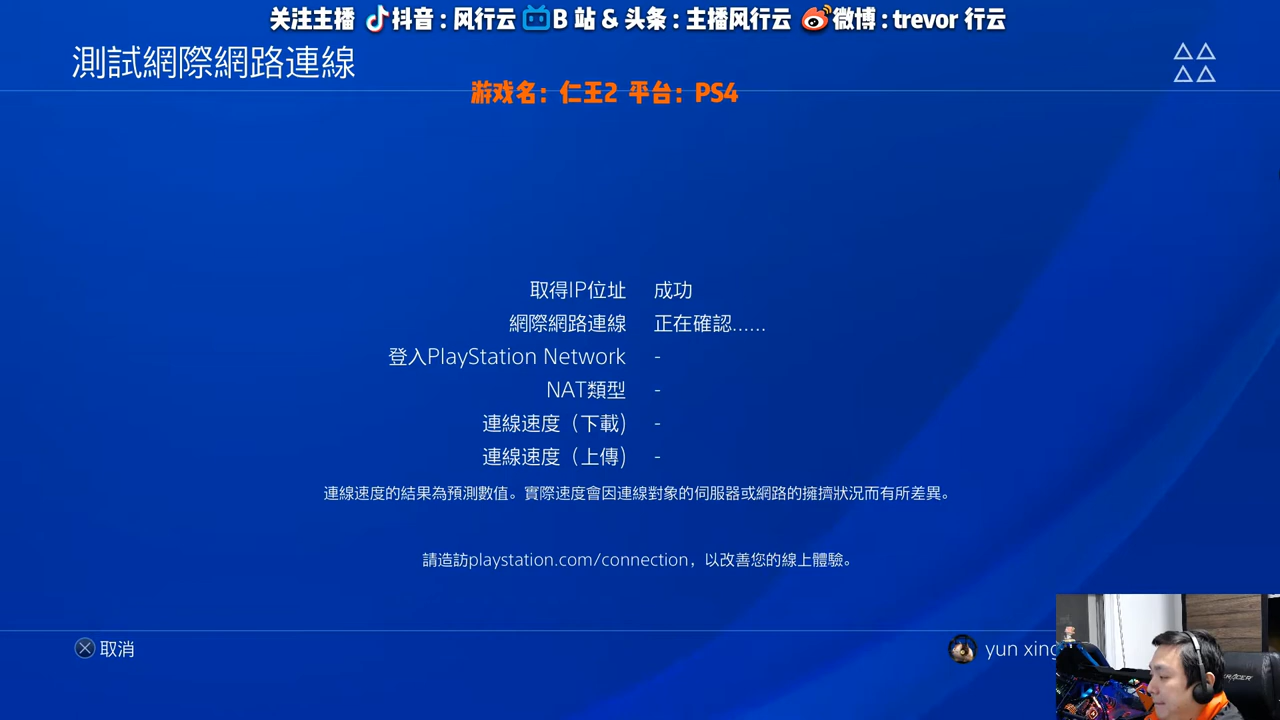 关注主播 抖音：风行云 B 站 & 头条：主播风行云 微博：trevor 行云
測試網際網路連線
游戏名：仁王2 平台：PS4
取得IP位址 成功
網際網路連線 正在確認......
登入PlayStation Network -
NAT類型 -
連線速度（下載） -
連線速度（上傳） -
連線速度的結果為預測數值。實際速度會因連線對象的伺服器或網路的擁擠狀況而有所差異。
請造訪playstation.com/connection，以改善您的線上體驗。
取消
yun xing